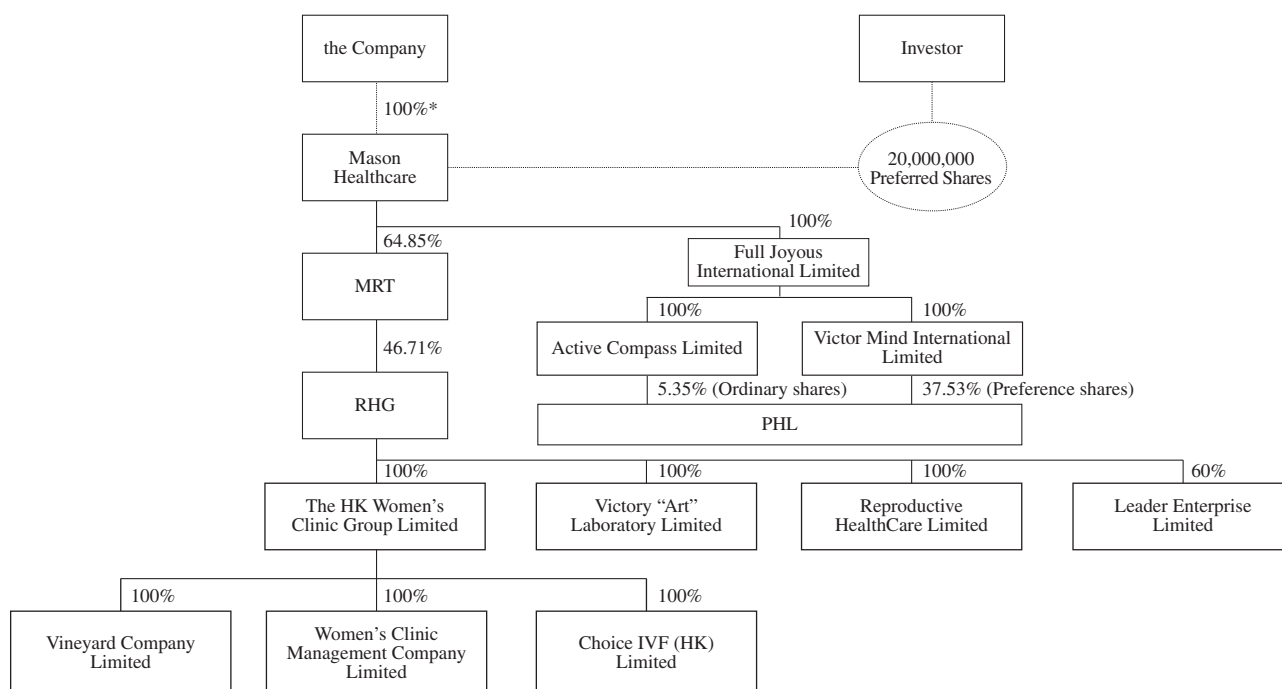 the Company
Investor
100%*
Mason
Healthcare
20,000,000
Preferred Shares
100%
64.85%
Full Joyous
International Limited
MRT
100%
100%
46.71%
Active Compass Limited
Victor Mind International
Limited
RHG
5.35% (Ordinary shares)
37.53% (Preference shares)
PHL
100%
100%
100%
60%
The HK Women’s
Clinic Group Limited
Victory “Art”
Laboratory Limited
Reproductive
HealthCare Limited
Leader Enterprise
Limited
100%
100%
100%
Vineyard Company
Limited
Women’s Clinic
Management Company
Limited
Choice IVF (HK)
Limited